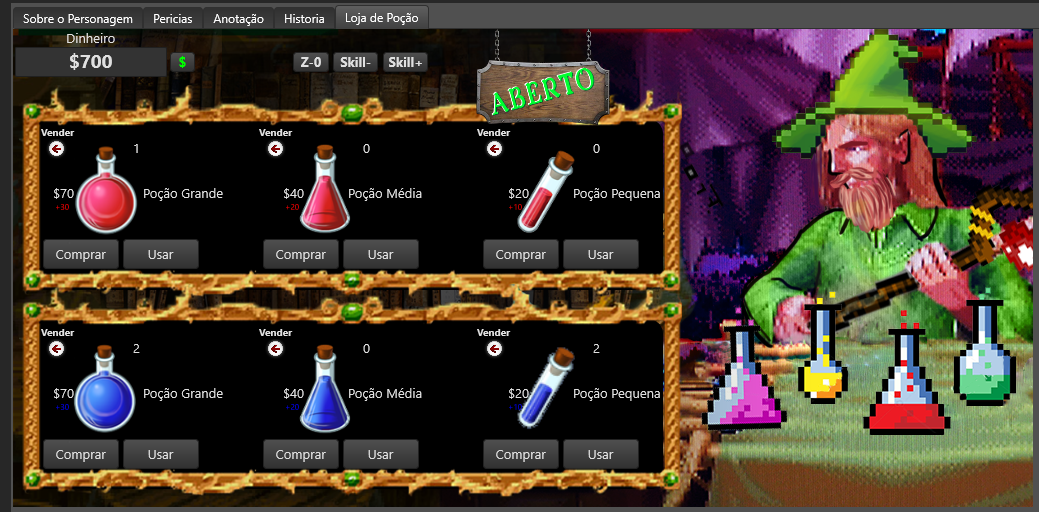 Sobre o Personagem Pericias Anotação Historia Loja de Poção
Dinheiro
$700 $ Z-0 Skill- Skill+
ABERTO
Vender Vender Vender
1 0 0
$70 Poção Grande $40 Poção Média $20 Poção Pequena
+30 +20
Comprar Usar Comprar Usar Comprar Usar
Vender Vender Vender
2 0 2
$70 Poção Grande $40 Poção Média $20 Poção Pequena
Comprar Usar Comprar Usar Comprar Usar